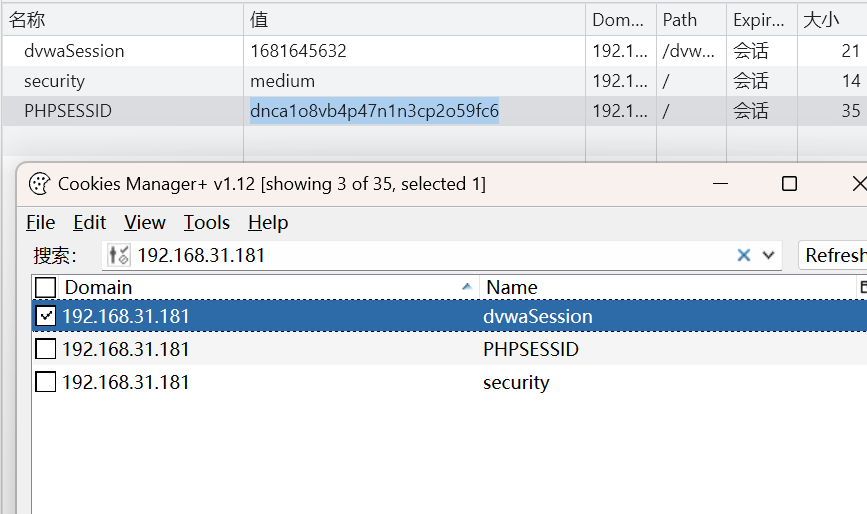 名称 值 Dom... Path Expir... 大小
dvwaSession 1681645632 192.1... /dvw... 会话 21
security medium 192.1... / 会话 14
PHPSESSID dnca1o8vb4p47n1n3cp2o59fc6 192.1... / 会话 35
Cookies Manager+ v1.12 [showing 3 of 35, selected 1]
File Edit View Tools Help
搜索: 192.168.31.181 Refresh
Domain Name
192.168.31.181 dvwaSession
192.168.31.181 PHPSESSID
192.168.31.181 security